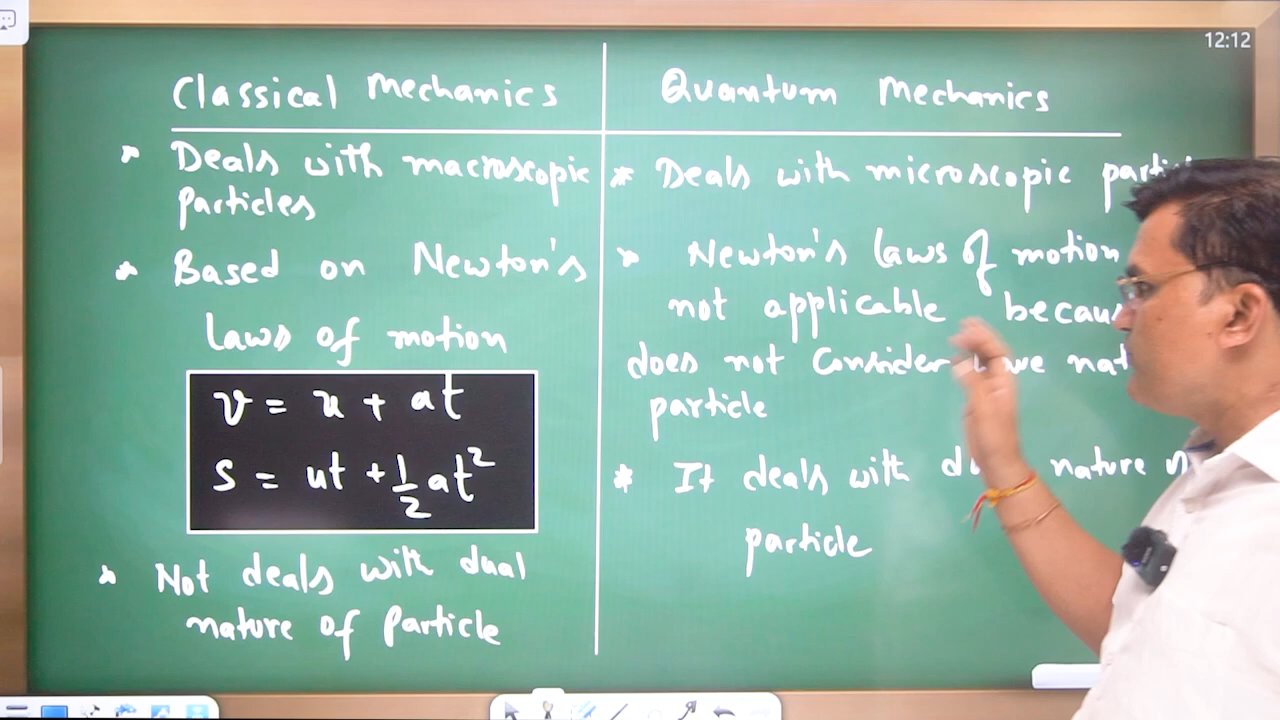 12:12
Classical Mechanics
* Deals with macroscopic
particles
* Based on Newton's
laws of motion
v = u + at
s = ut + 1/2 at²
* Not deals with dual
nature of particle
Quantum Mechanics
* Deals with microscopic
* Newton's laws of motion
not applicable
does not Consider
particle
* It deals with nature
particle